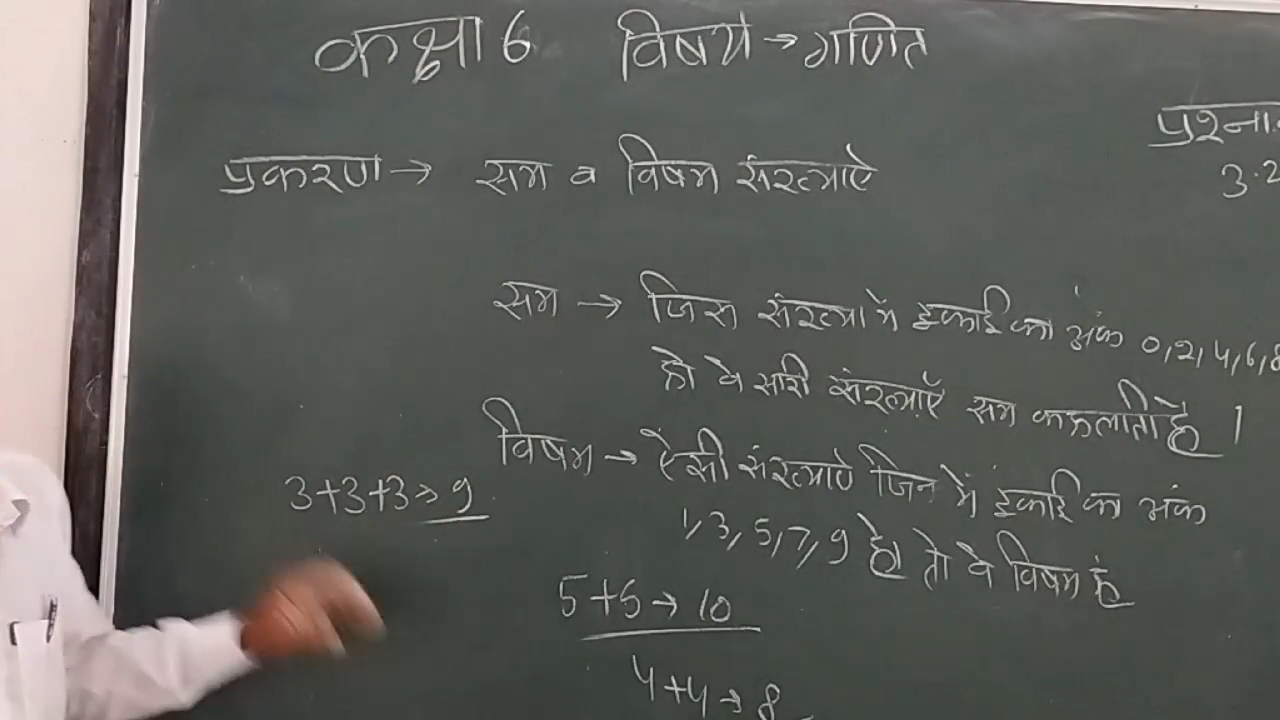 कक्षा 6 विषय → गणित
प्रश्ना
3.2
प्रकरण → सम व विषम संख्याऐ
सम → जिस संख्या में इकाई का अंक 0,2,4,6,8
हो वे सारी संख्याएँ सम कहलाती है ।
विषम → ऐसी संख्याऐ जिन में इकाई का अंक
1,3,5,7,9 हो तो वे विषम है
3+3+3→9
5+5→10
4+4→8